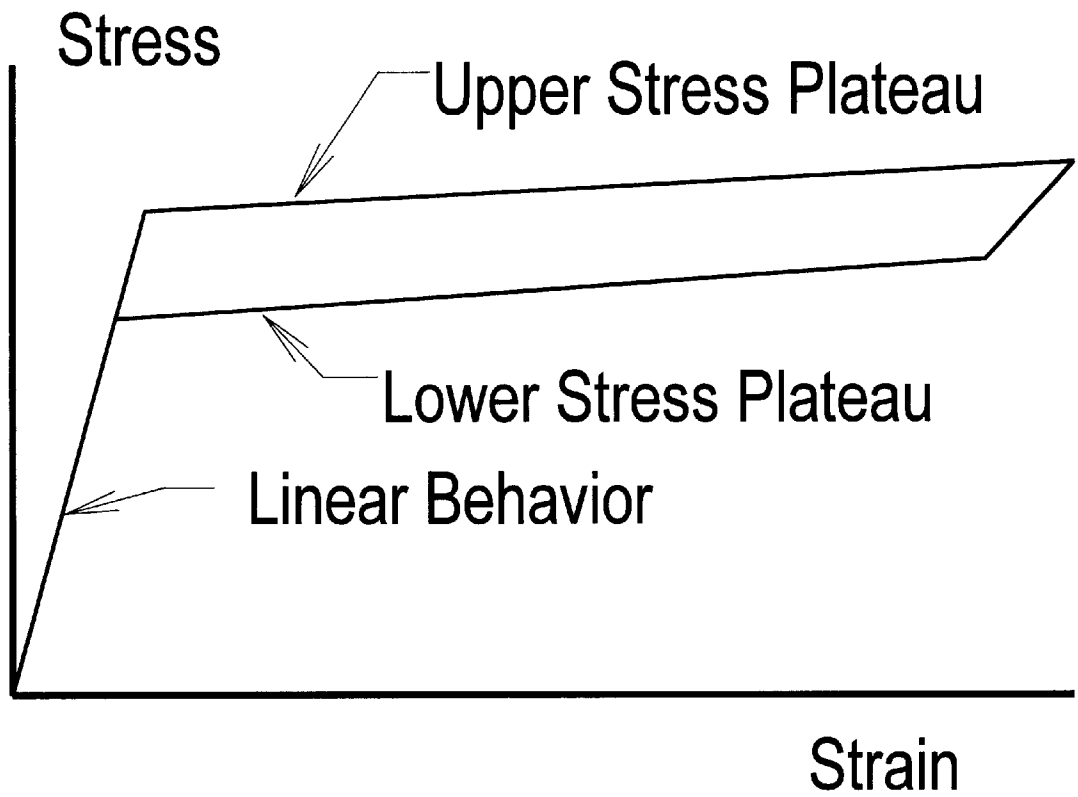 Stress
Upper Stress Plateau
Lower Stress Plateau
Linear Behavior
Strain